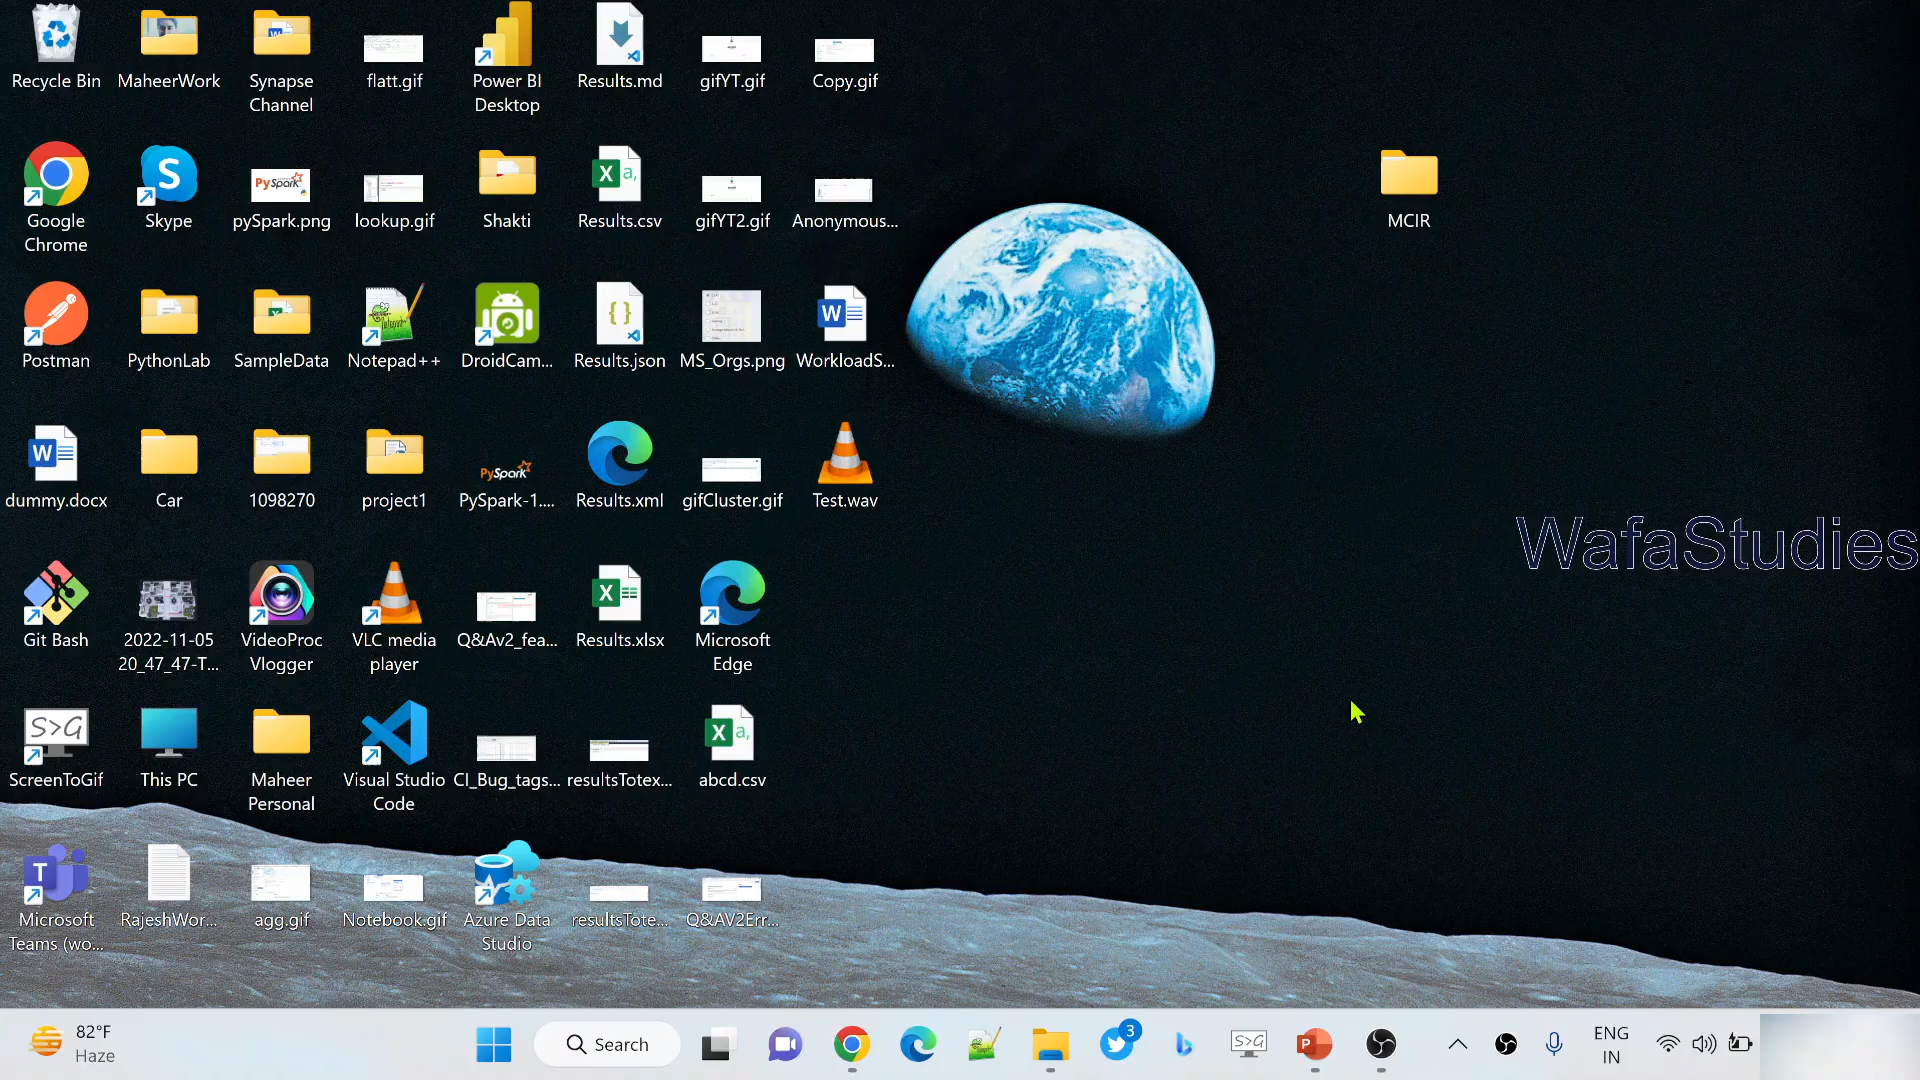 Recycle Bin
MaheerWork
Synapse
Channel
flatt.gif
Power BI
Desktop
Results.md
gifYT.gif
Copy.gif
Google
Chrome
S
Skype
PySpark
pySpark.png
lookup.gif
Shakti
X a,
Results.csv
gifYT2.gif
Anonymous...
MCIR
Postman
PythonLab
SampleData
Notepad++
DroidCam...
{}
Results.json
MS_Orgs.png
W
WorkloadS...
W
dummy.docx
Car
1098270
project1
PySpark
PySpark-1....
Results.xml
gifCluster.gif
Test.wav
WafaStudies
Git Bash
2022-11-05
20_47_47-T...
VideoProc
Vlogger
VLC media
player
Q&Av2_fea...
X
Results.xlsx
Microsoft
Edge
S>G
ScreenToGif
This PC
Maheer
Personal
Visual Studio
Code
CI_Bug_tags...
resultsTotex...
X a,
abcd.csv
T
Microsoft
Teams (wo...
RajeshWor...
agg.gif
Notebook.gif
Azure Data
Studio
resultsTote...
Q&AV2Err...
82°F
Haze
Search
3
S>G
P
ENG
IN